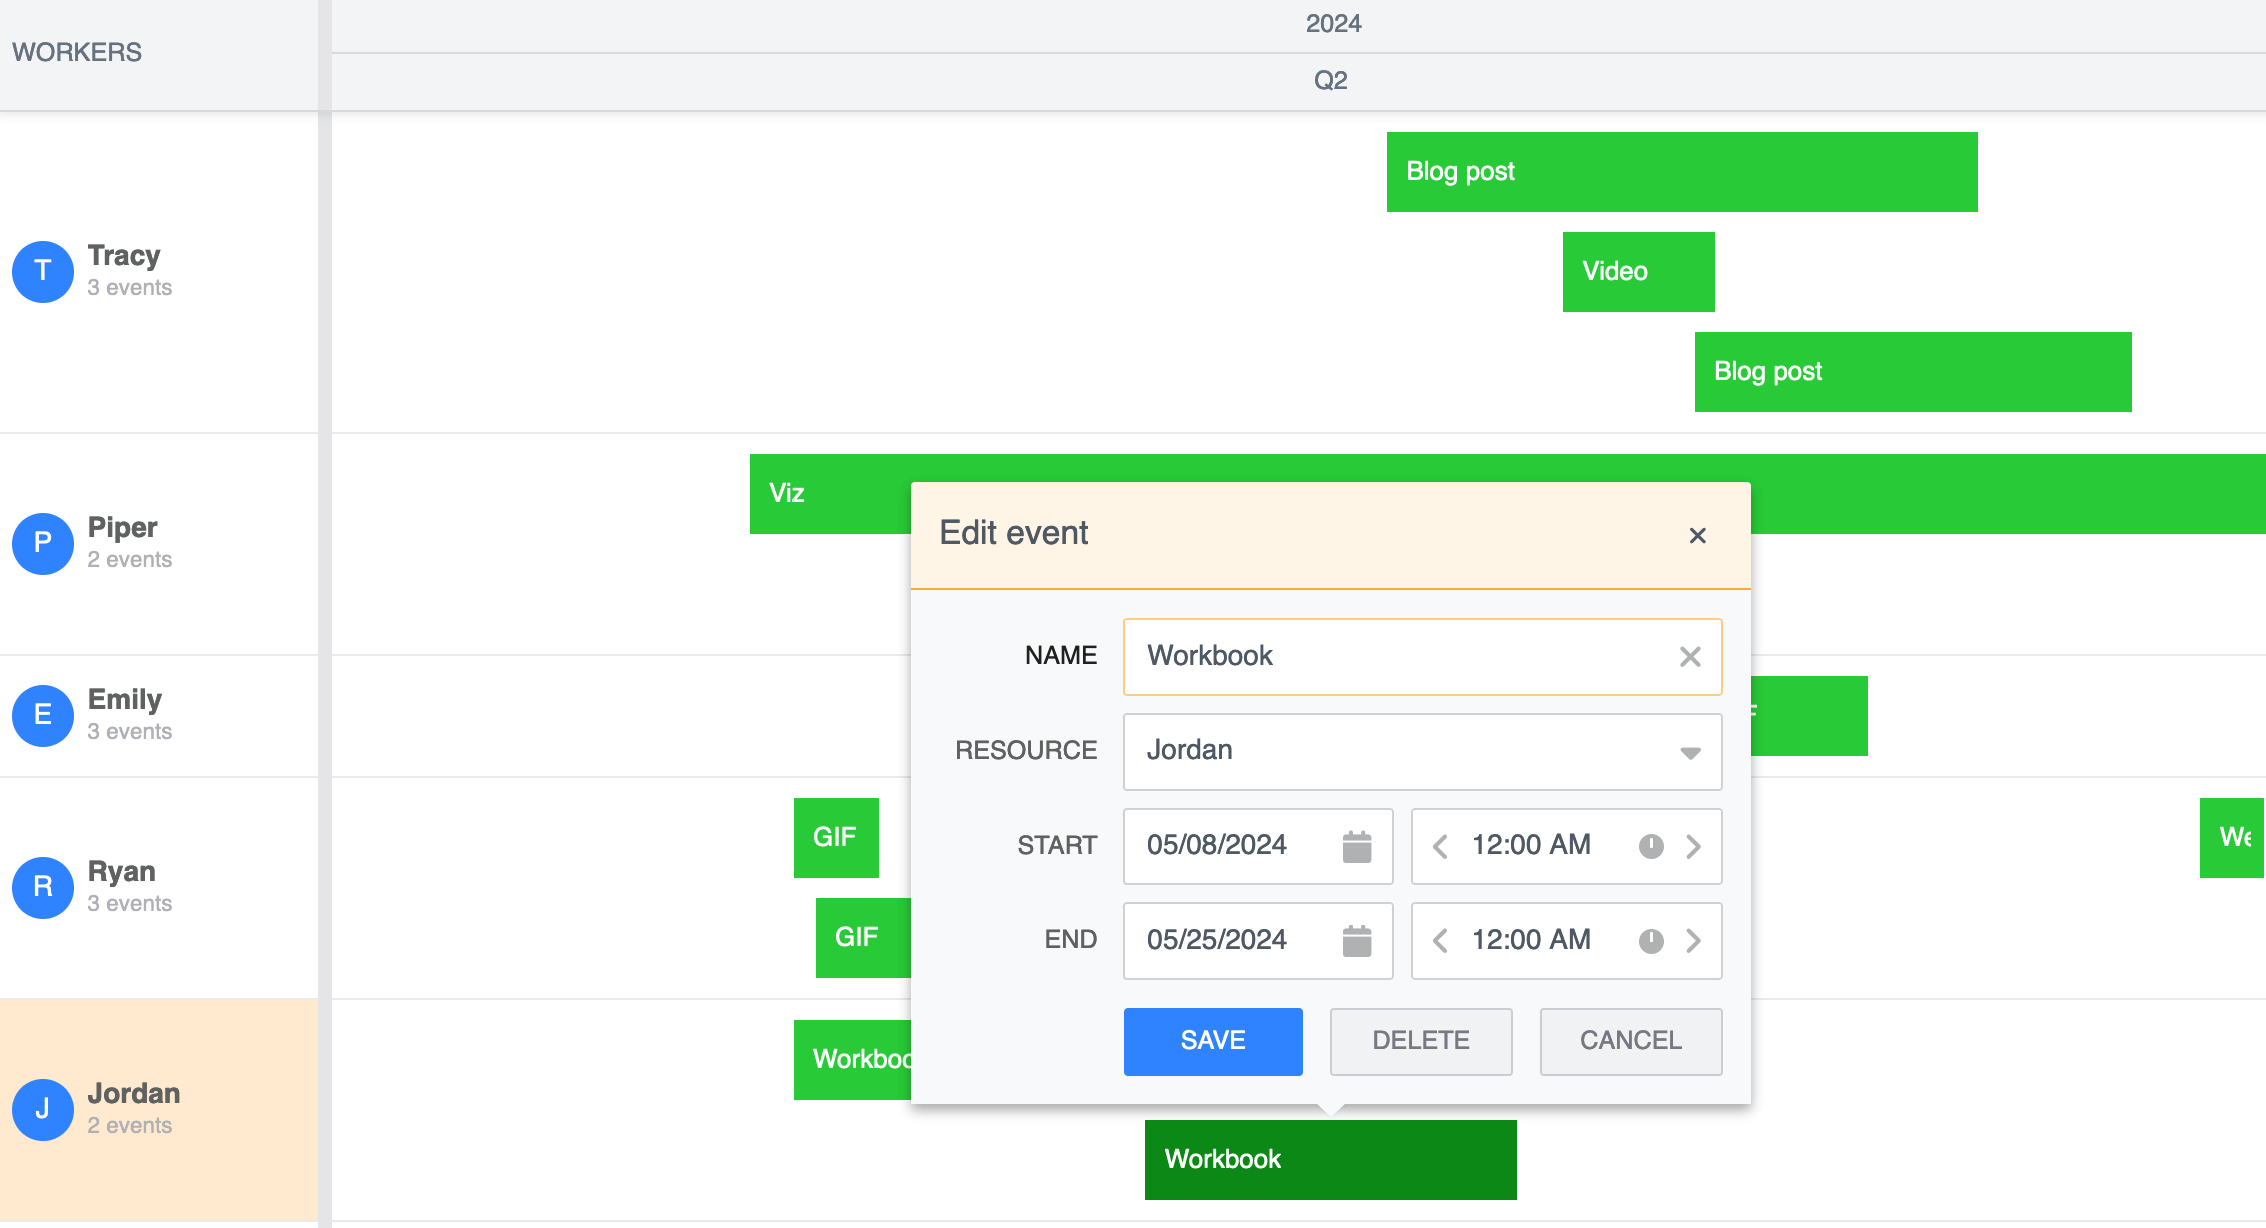 WORKERS
2024
Q2
T
Tracy
3 events
Blog post
Video
Blog post
P
Piper
2 events
Viz
E
Emily
3 events
R
Ryan
3 events
GIF
GIF
J
Jordan
2 events
Workbook
Edit event
NAME
Workbook
RESOURCE
Jordan
START
05/08/2024
12:00 AM
END
05/25/2024
12:00 AM
SAVE
DELETE
CANCEL